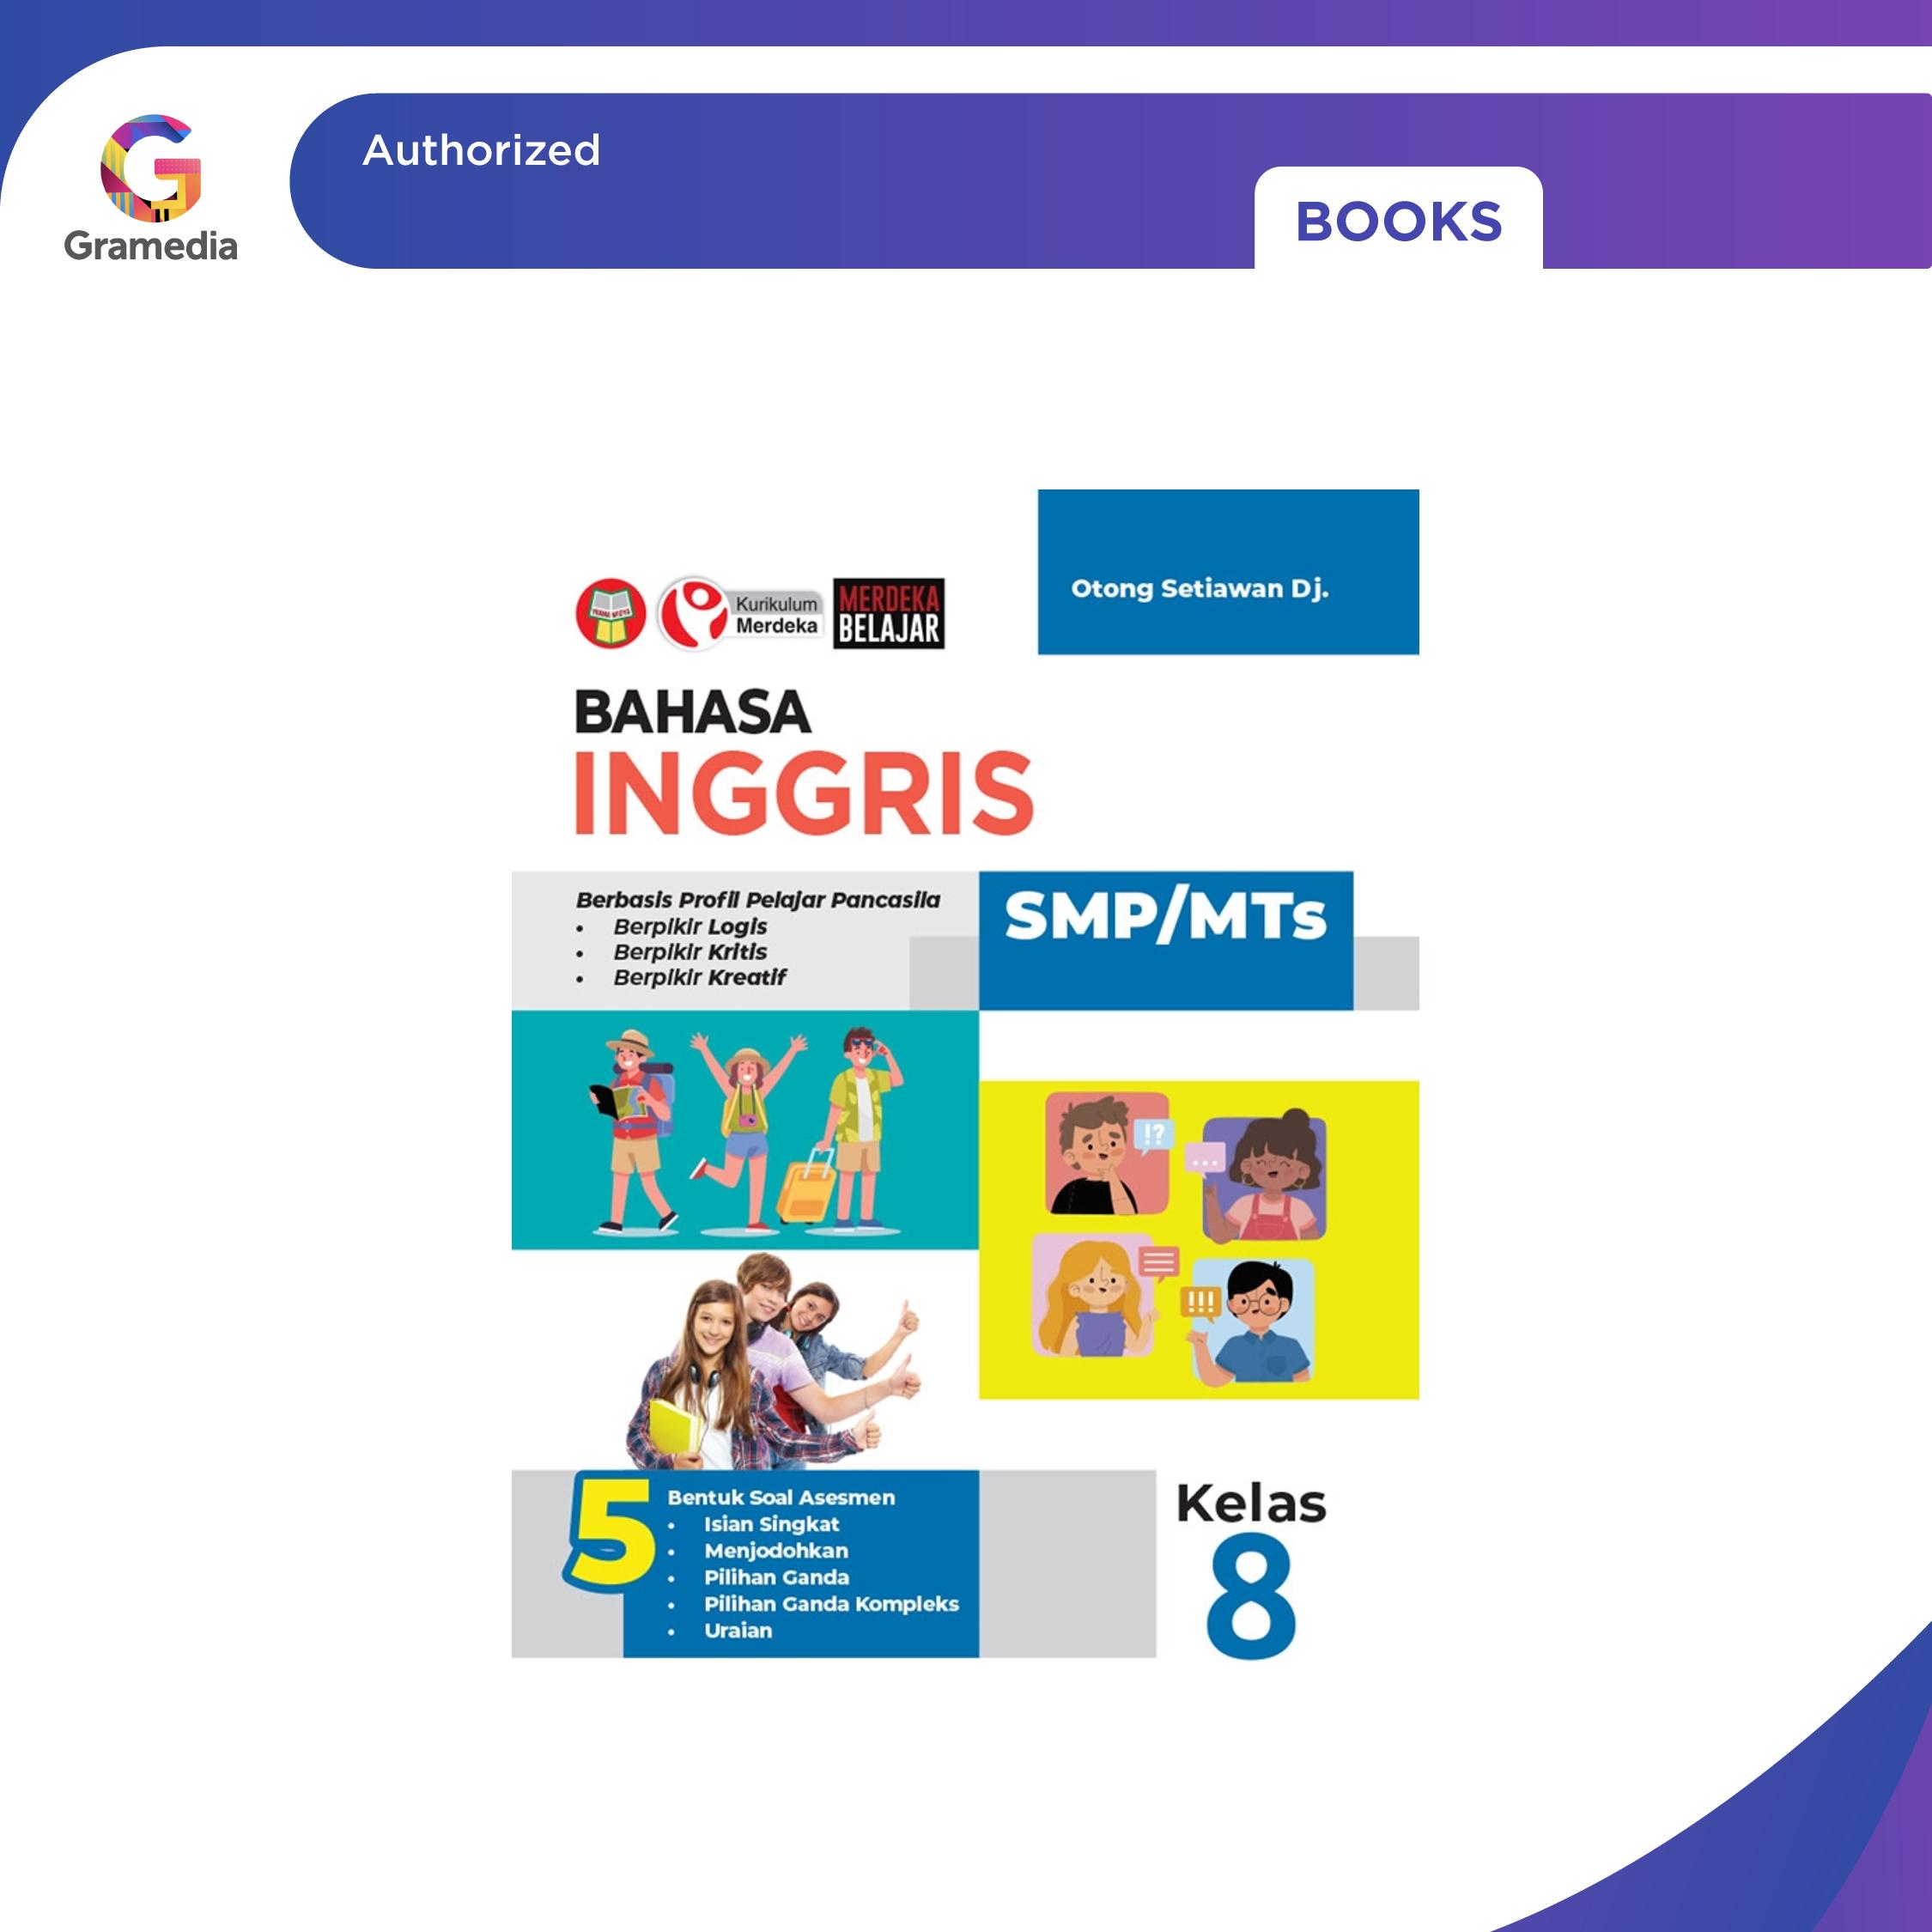 Authorized
BOOKS
Gramedia
Otong Setiawan Dj.
YRAMA WIDYA
Kurikulum
Merdeka
MERDEKA
BELAJAR
BAHASA
INGGRIS
Berbasis Profil Pelajar Pancasila
• Berpikir Logis
• Berpikir Kritis
• Berpikir Kreatif
SMP/MTs
!?
...
!!!
5
Bentuk Soal Asesmen
• Isian Singkat
• Menjodohkan
• Pilihan Ganda
• Pilihan Ganda Kompleks
• Uraian
Kelas
8